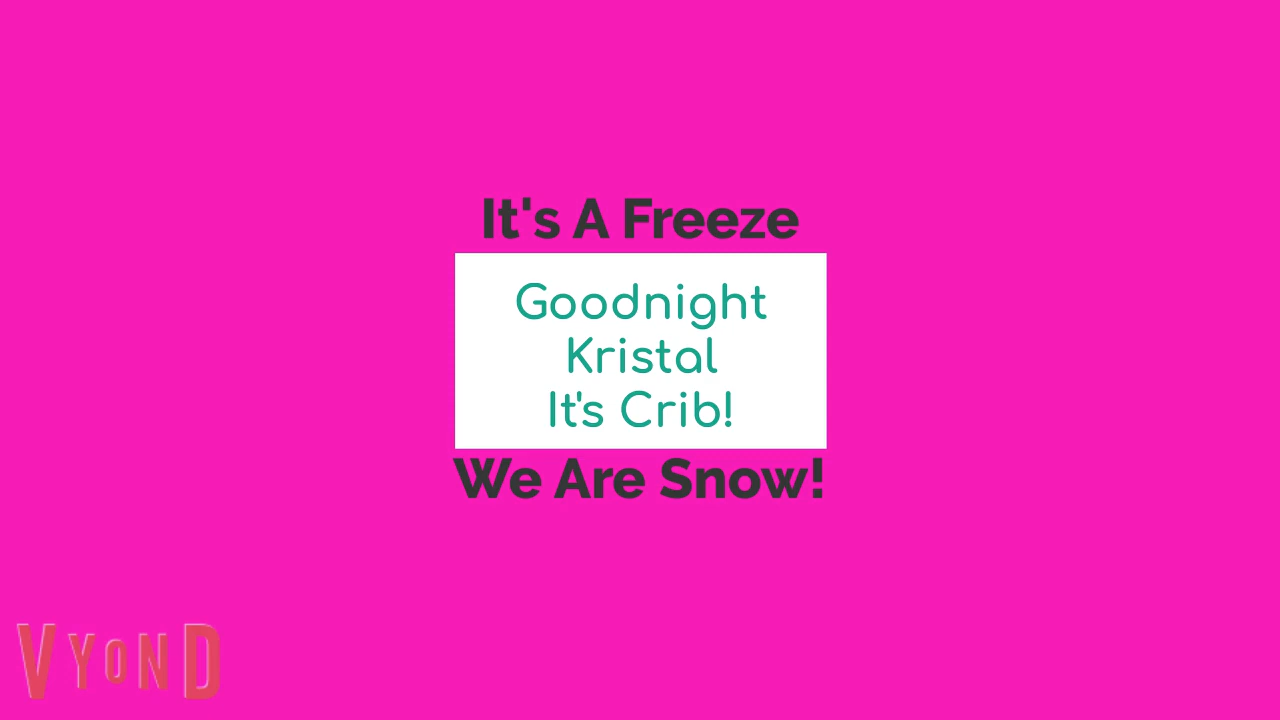 It's A Freeze
Goodnight
Kristal
It's Crib!
We Are Snow!
VYOND